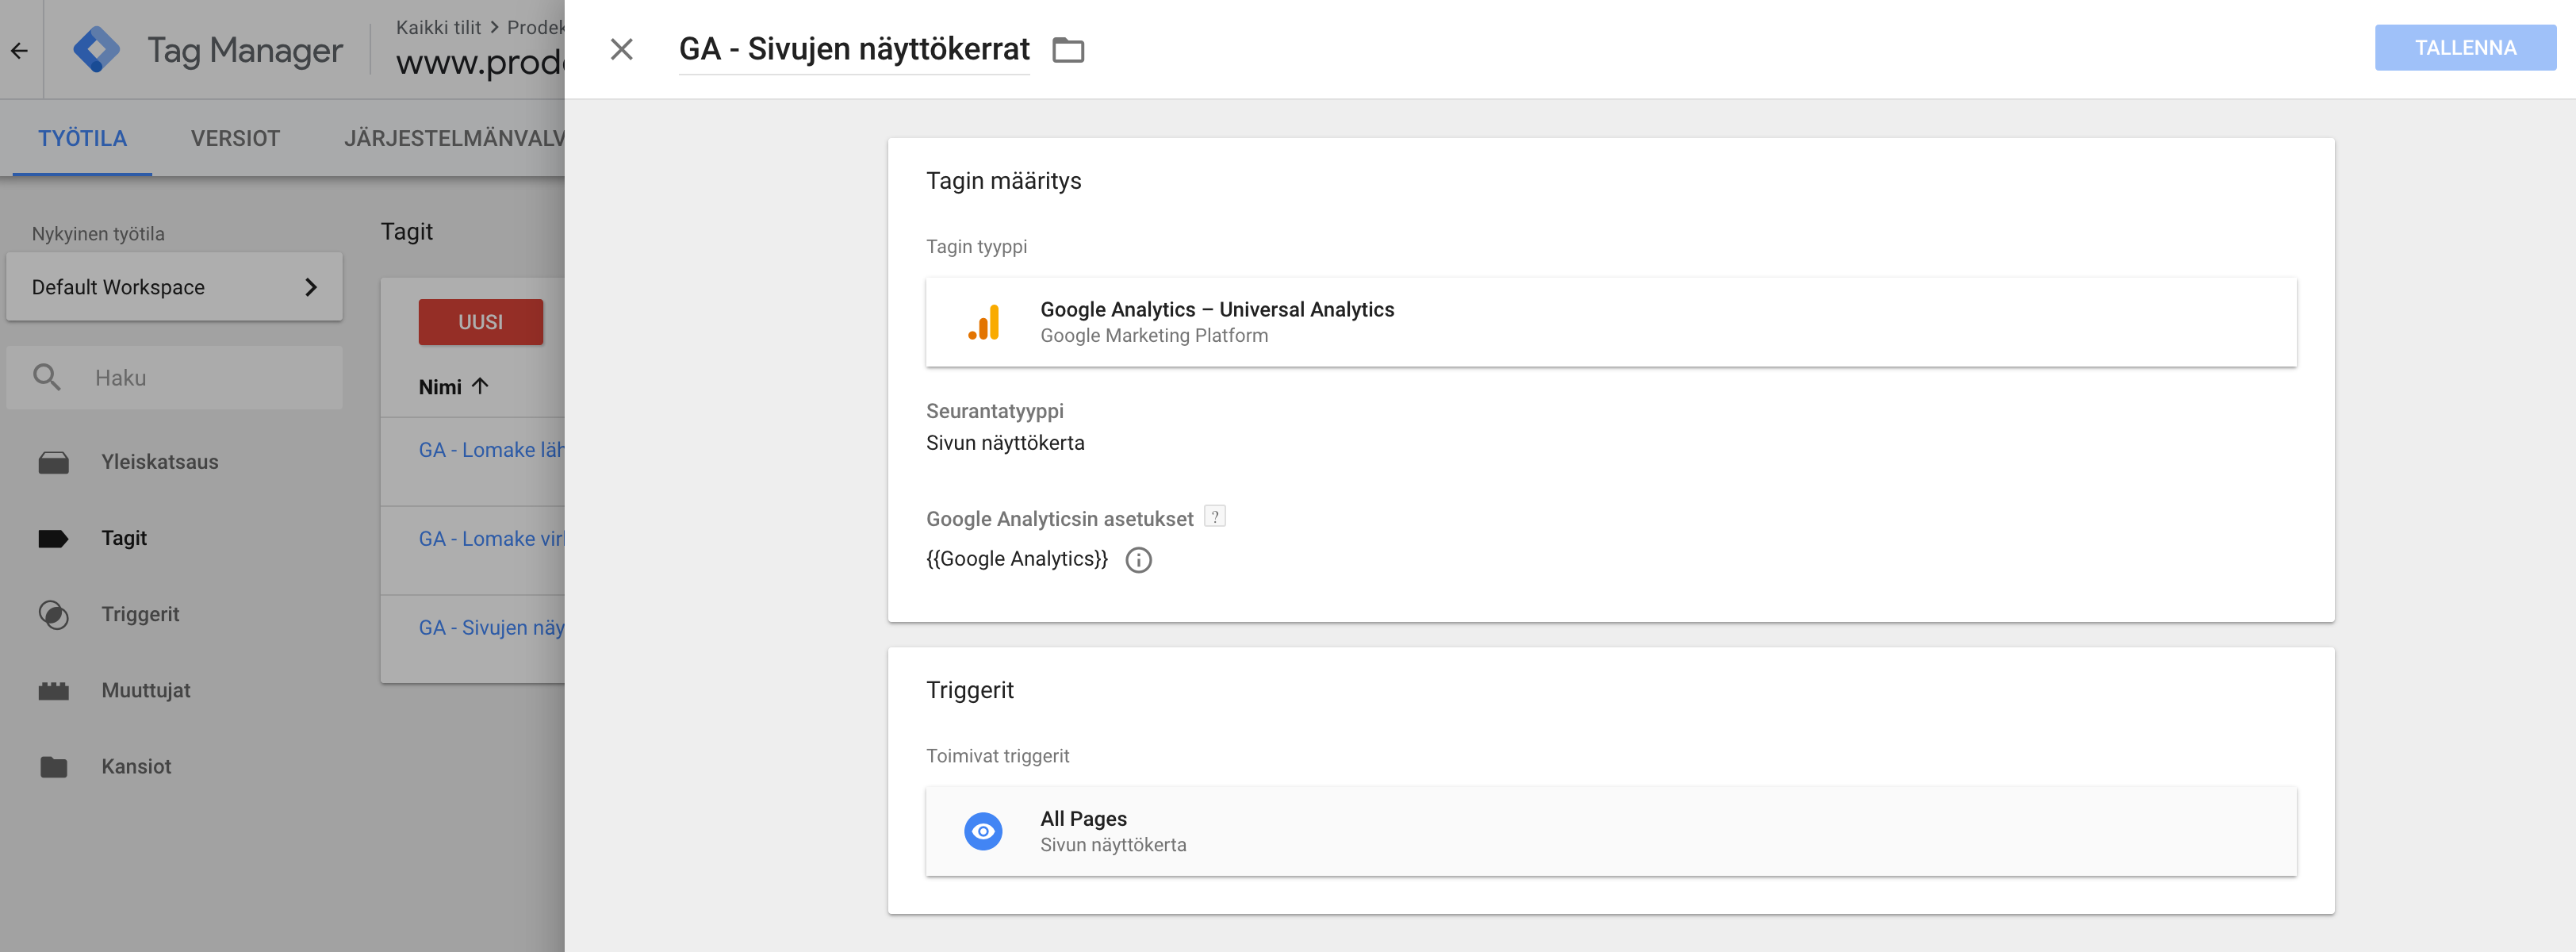 Tag Manager
Kaikki tilit > Prodek
www.prod
TYÖTILA
VERSIOT
JÄRJESTELMÄNVALV
Nykyinen työtila
Default Workspace
Haku
Yleiskatsaus
Tagit
Triggerit
Muuttujat
Kansiot
Tagit
UUSI
Nimi
GA - Lomake läh
GA - Lomake vir
GA - Sivujen näy
GA - Sivujen näyttökerrat
TALLENNA
Tagin määritys
Tagin tyyppi
Google Analytics – Universal Analytics
Google Marketing Platform
Seurantatyyppi
Sivun näyttökerta
Google Analyticsin asetukset ?
{{Google Analytics}}
Triggerit
Toimivat triggerit
All Pages
Sivun näyttökerta